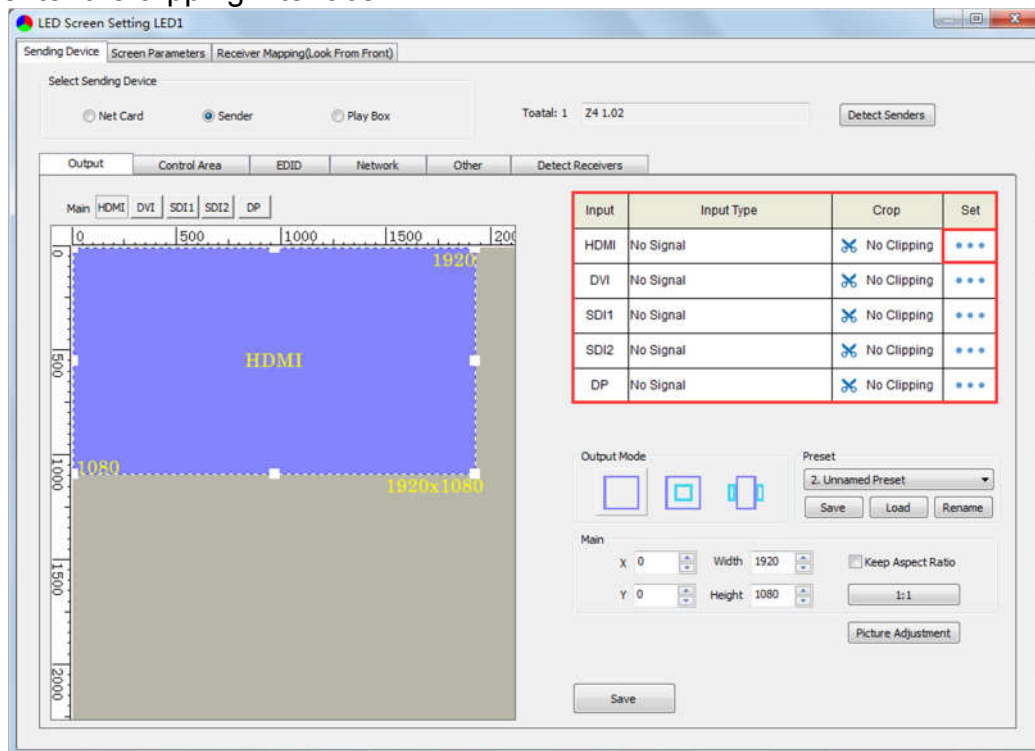 LED Screen Setting LED1
Sending Device Screen Parameters Receiver Mapping(Look From Front)
Select Sending Device
Net Card Sender Play Box Toatal: 1 Z4 1.02 Detect Senders
Output Control Area EDID Network Other Detect Receivers
Main HDMI DVI SDI1 SDI2 DP
Input Input Type Crop Set
HDMI No Signal No Clipping
DVI No Signal No Clipping
SDI1 No Signal No Clipping
SDI2 No Signal No Clipping
DP No Signal No Clipping
0 500 1000 1500 200
0 500 1000 1500 2000
1920
HDMI
1080
1920x1080
Output Mode
Preset
2. Unnamed Preset
Save Load Rename
Main
X 0 Width 1920 Keep Aspect Ratio
Y 0 Height 1080 1:1
Picture Adjustment
Save